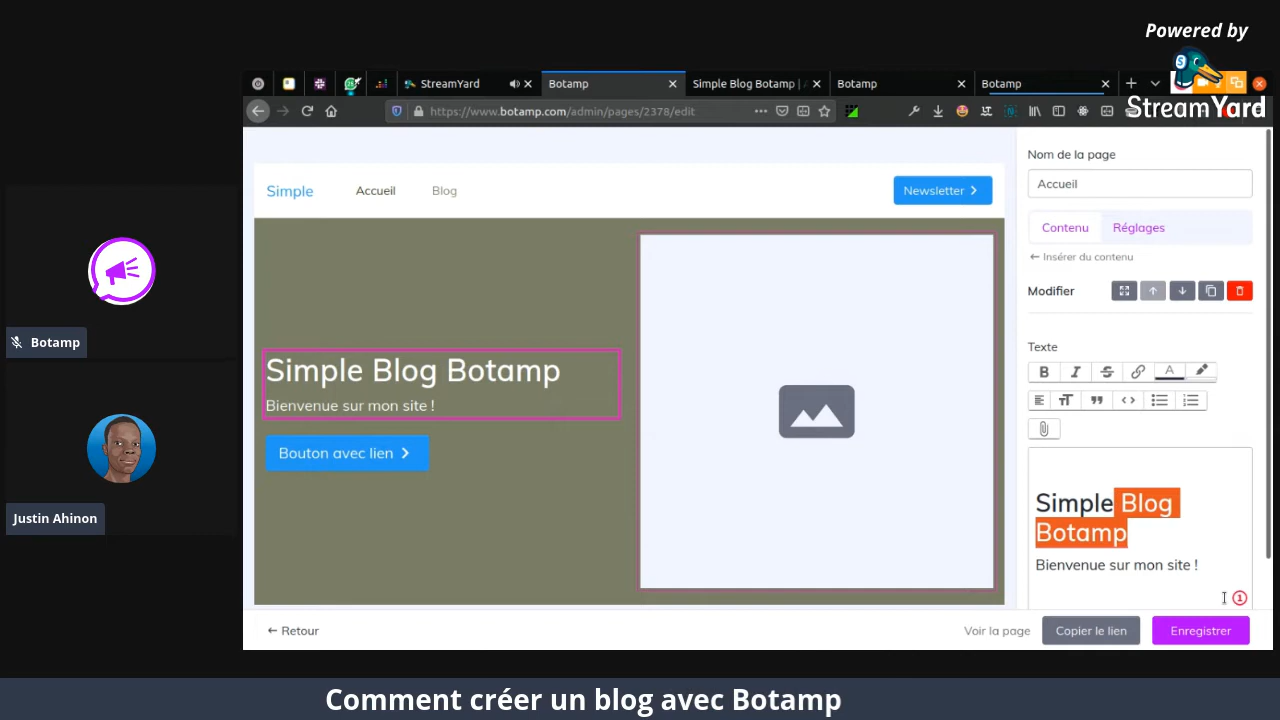 Powered by
StreamYard
StreamYard
Botamp
Simple Blog Botamp |
Botamp
Botamp
https://www.botamp.com/admin/pages/2378/edit
Simple
Accueil
Blog
Newsletter
Simple Blog Botamp
Bienvenue sur mon site !
Bouton avec lien
Nom de la page
Accueil
Contenu
Réglages
← Insérer du contenu
Modifier
Texte
B
I
S
A
Simple Blog
Botamp
Bienvenue sur mon site !
1
← Retour
Voir la page
Copier le lien
Enregistrer
Botamp
Justin Ahinon
Comment créer un blog avec Botamp